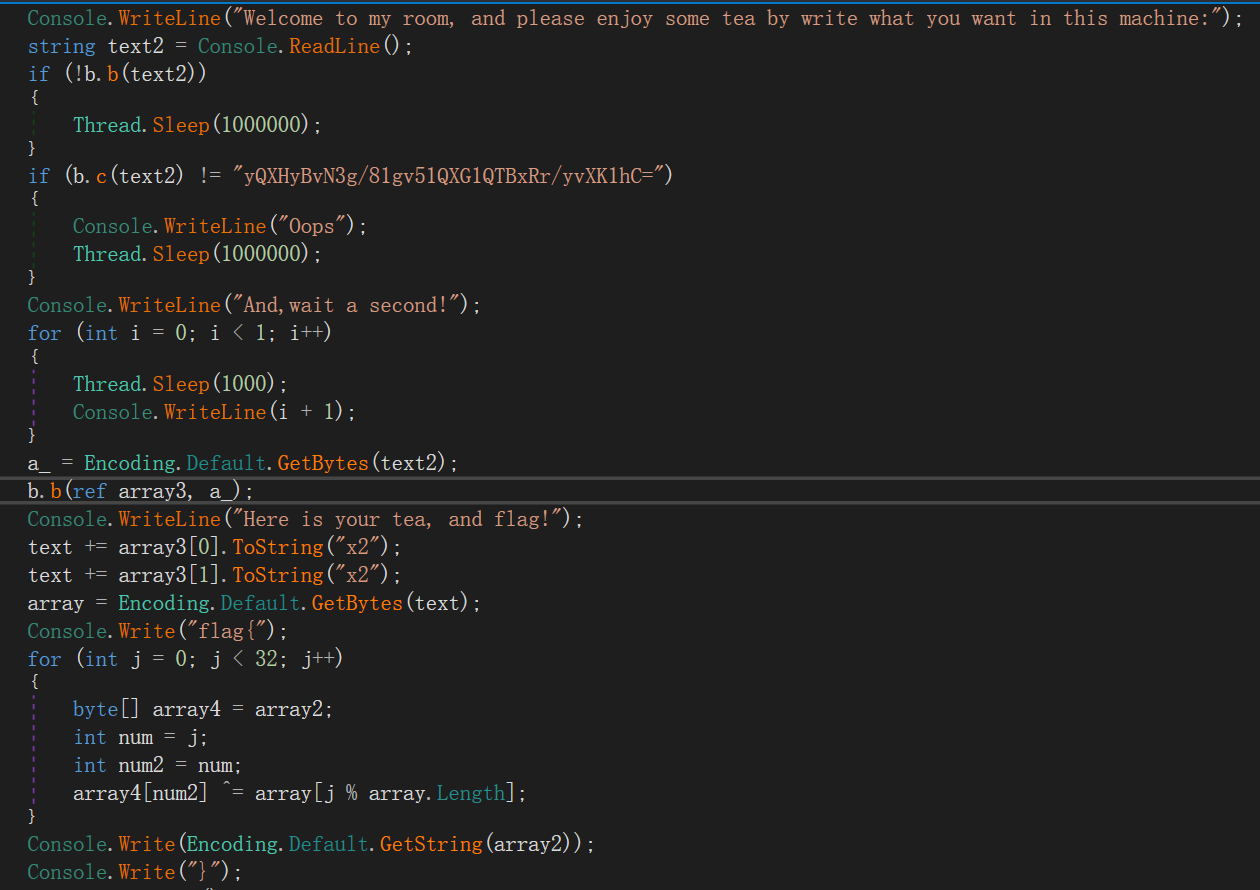 Console.WriteLine("Welcome to my room, and please enjoy some tea by write what you want in this machine:");
string text2 = Console.ReadLine();
if (!b.b(text2))
{
    Thread.Sleep(1000000);
}
if (b.c(text2) != "yQXHyBvN3g/81gv51QXG1QTBxRr/yvXK1hC=")
{
    Console.WriteLine("Oops");
    Thread.Sleep(1000000);
}
Console.WriteLine("And,wait a second!");
for (int i = 0; i < 1; i++)
{
    Thread.Sleep(1000);
    Console.WriteLine(i + 1);
}
a_ = Encoding.Default.GetBytes(text2);
b.b(ref array3, a_);
Console.WriteLine("Here is your tea, and flag!");
text += array3[0].ToString("x2");
text += array3[1].ToString("x2");
array = Encoding.Default.GetBytes(text);
Console.Write("flag{");
for (int j = 0; j < 32; j++)
{
    byte[] array4 = array2;
    int num = j;
    int num2 = num;
    array4[num2] ^= array[j % array.Length];
}
Console.Write(Encoding.Default.GetString(array2));
Console.Write("}");